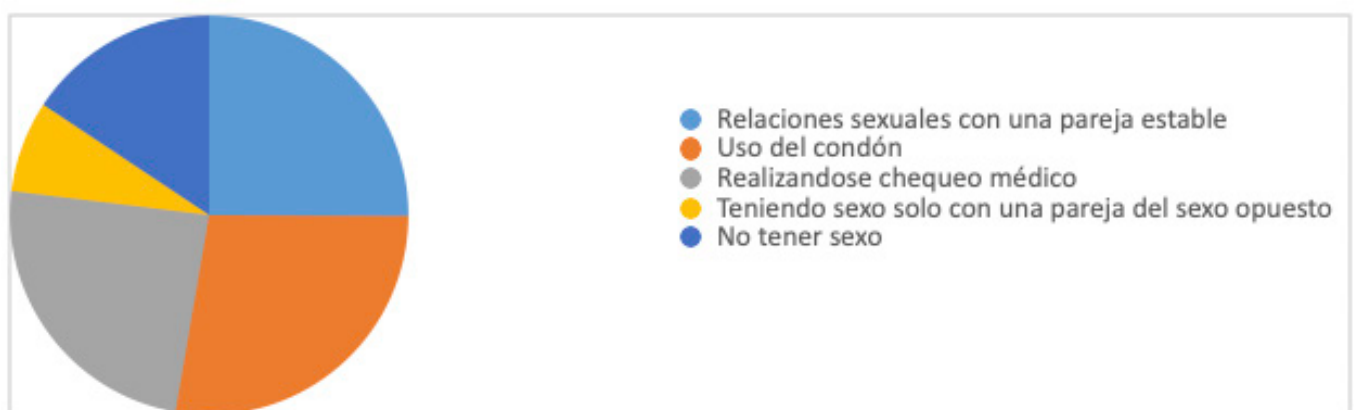 Relaciones sexuales con una pareja estable
Uso del condón
Realizandose chequeo médico
Teniendo sexo solo con una pareja del sexo opuesto
No tener sexo